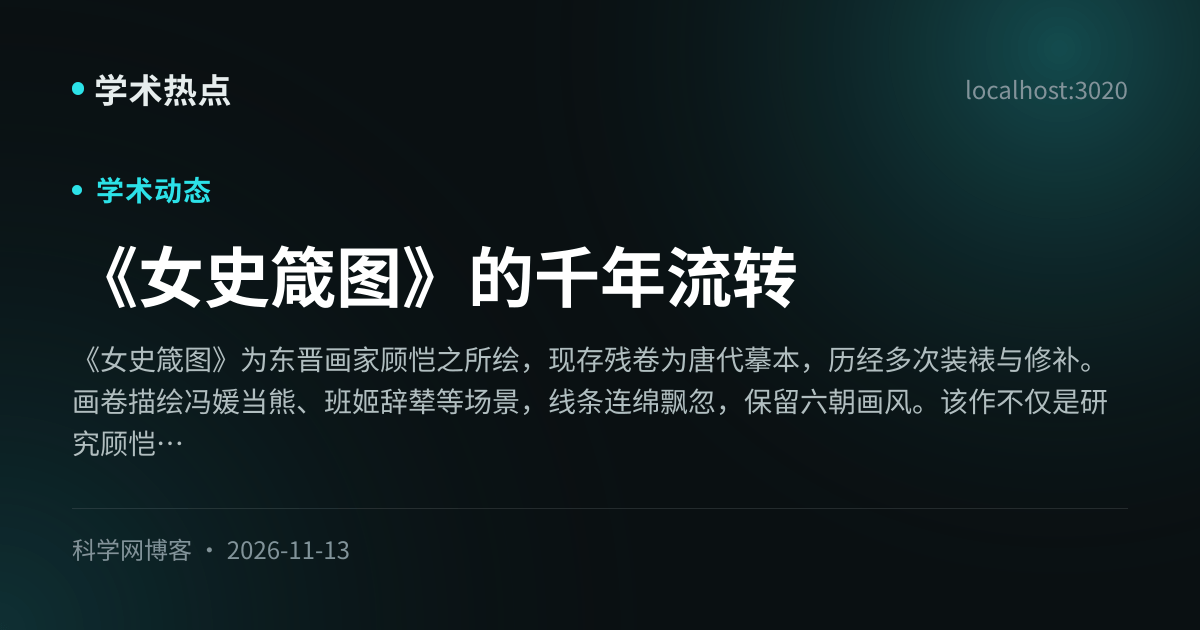 学术热点
localhost:3020
学术动态
《女史箴图》的千年流转
《女史箴图》为东晋画家顾恺之所绘，现存残卷为唐代摹本，历经多次装裱与修补。
画卷描绘冯媛当熊、班姬辞辇等场景，线条连绵飘忽，保留六朝画风。该作不仅是研
究顾恺…
科学网博客 • 2026-11-13